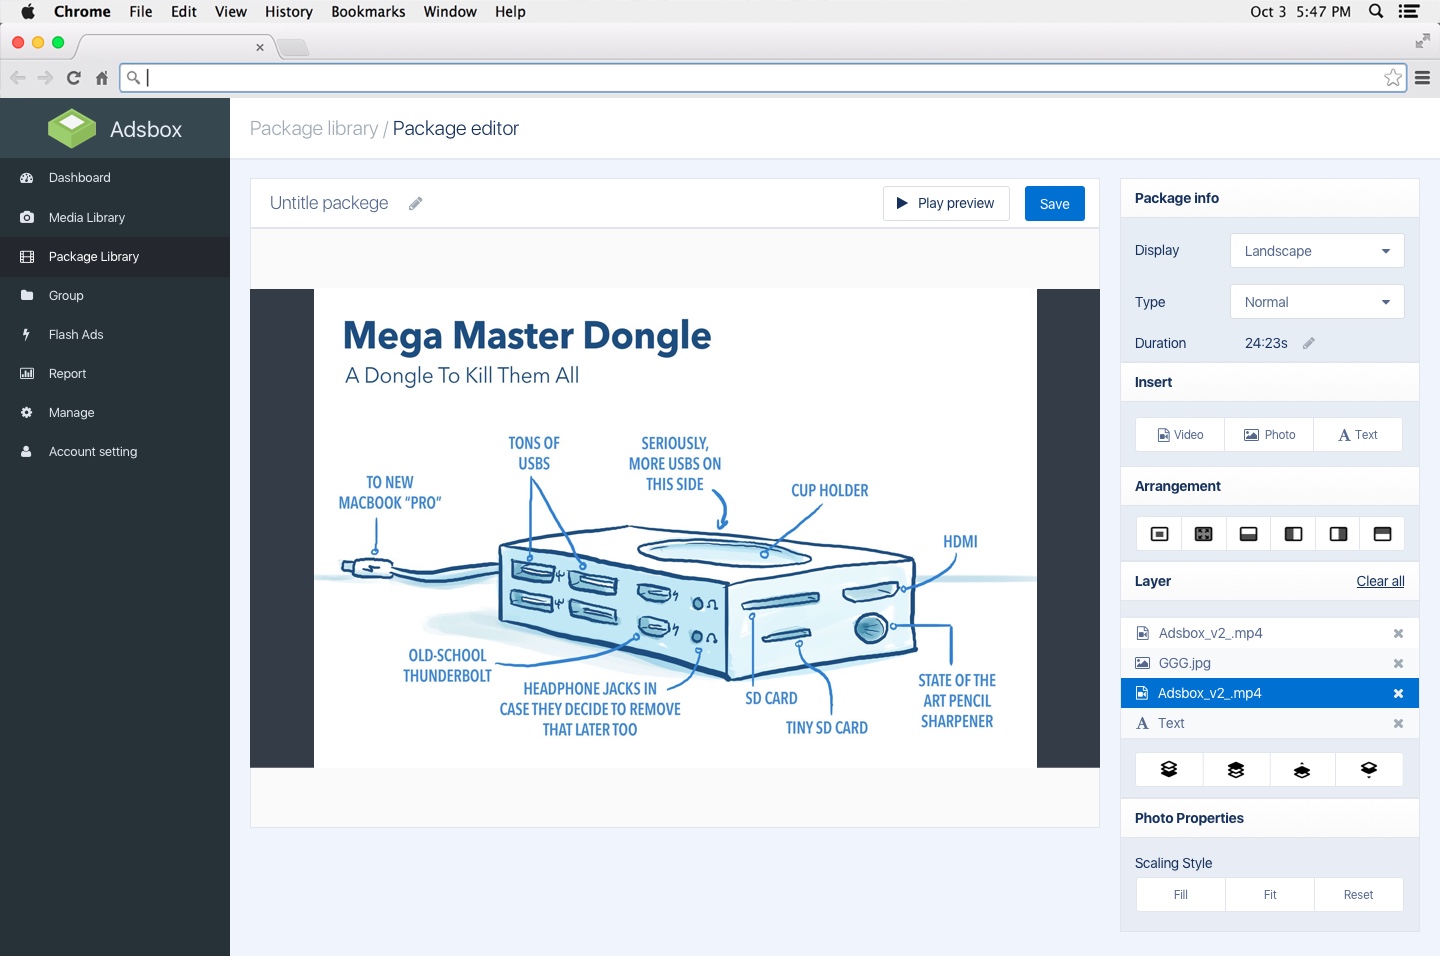 Chrome File Edit View History Bookmarks Window Help
Oct 3 5:47 PM
Adsbox
Dashboard
Media Library
Package Library
Group
Flash Ads
Report
Manage
Account setting
Package library / Package editor
Untitle packege
Play preview
Save
Mega Master Dongle
A Dongle To Kill Them All
TONS OF
USBS
SERIOUSLY,
MORE USBS ON
THIS SIDE
TO NEW
MACBOOK “PRO”
CUP HOLDER
HDMI
OLD-SCHOOL
THUNDERBOLT
HEADPHONE JACKS IN
CASE THEY DECIDE TO REMOVE
THAT LATER TOO
SD CARD
TINY SD CARD
STATE OF THE
ART PENCIL
SHARPENER
Package info
Display Landscape
Type Normal
Duration 24:23s
Insert
Video Photo Text
Arrangement
Layer Clear all
Adsbox_v2_.mp4
GGG.jpg
Adsbox_v2_.mp4
Text
Photo Properties
Scaling Style
Fill Fit Reset